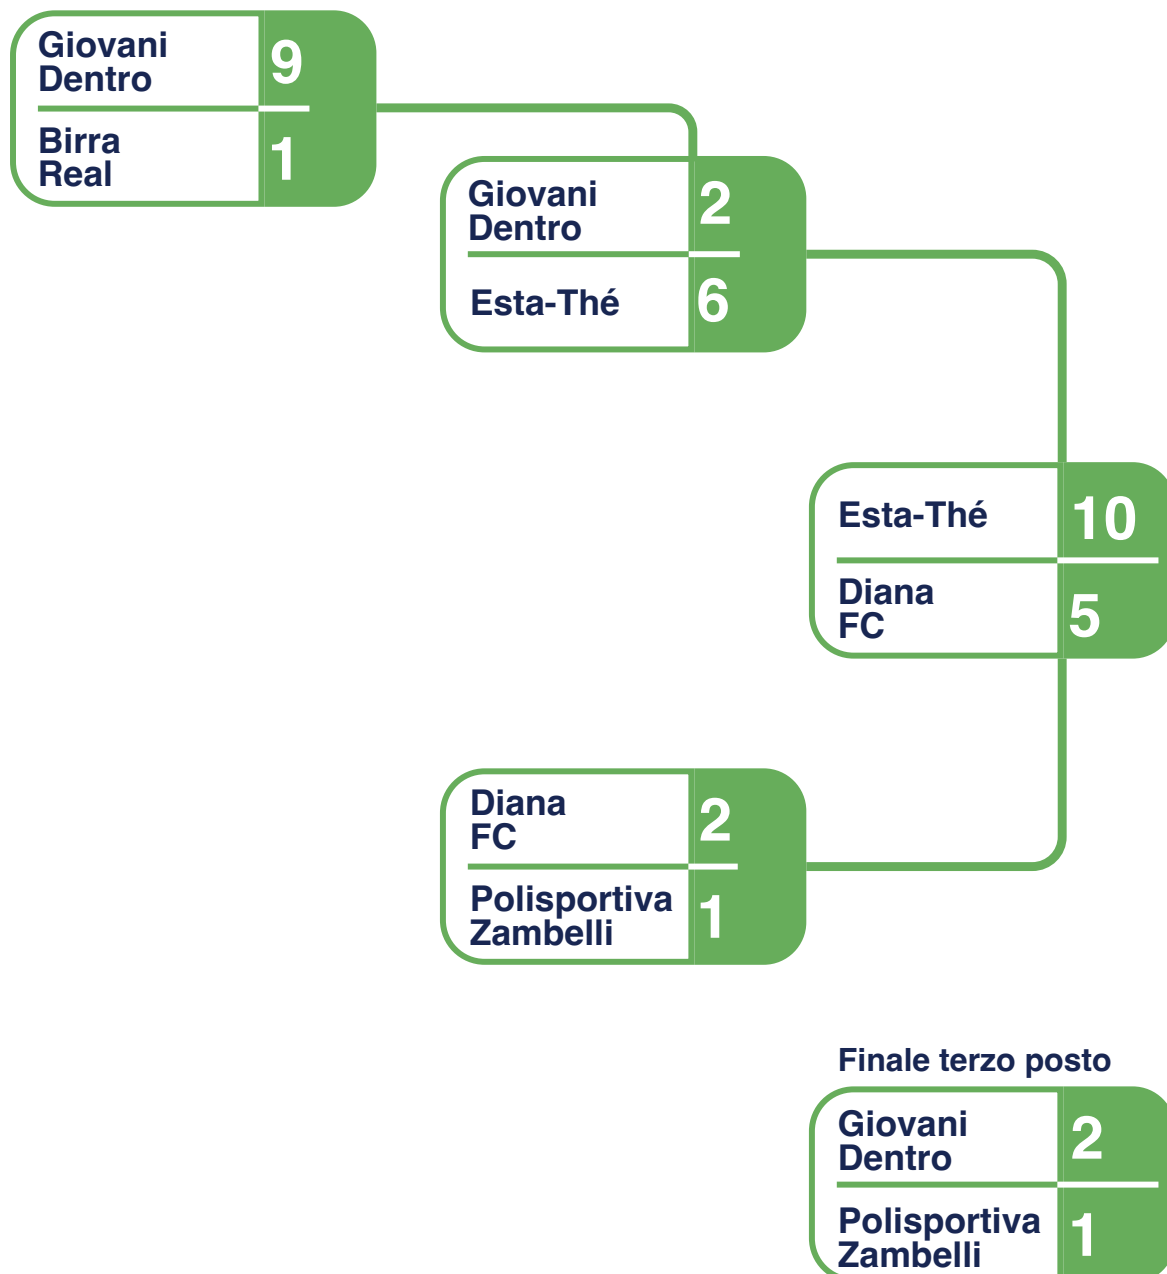 Giovani
Dentro
9
Birra
Real
1
Giovani
Dentro
2
Esta-Thé
6
Esta-Thé
10
Diana
FC
5
Diana
FC
2
Polisportiva
Zambelli
1
Finale terzo posto
Giovani
Dentro
2
Polisportiva
Zambelli
1